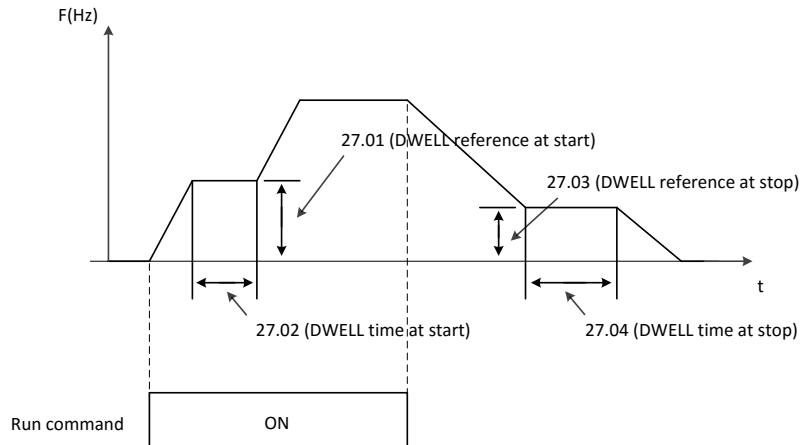 F(Hz)
27.01 (DWELL reference at start)
27.03 (DWELL reference at stop)
t
27.02 (DWELL time at start)
27.04 (DWELL time at stop)
Run command
ON